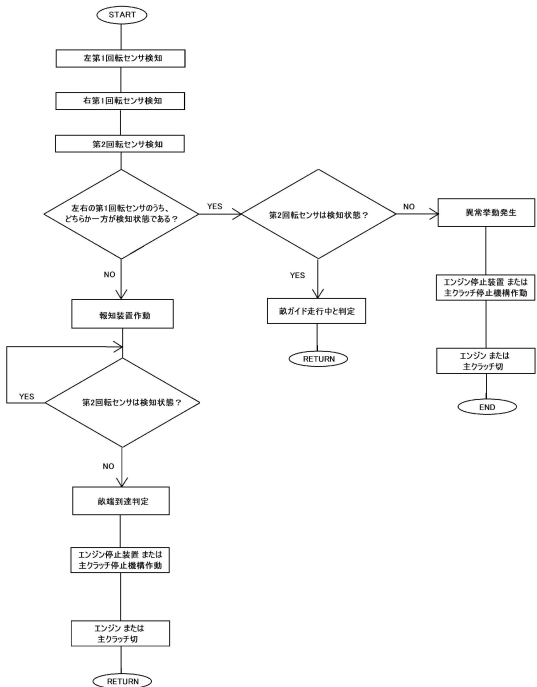 START
左第1回転センサ検知
右第1回転センサ検知
第2回転センサ検知
左右の第1回転センサのうち、
どちらか一方が検知状態である？
YES
NO
第2回転センサは検知状態？
NO
YES
異常挙動発生
エンジン停止装置 または
主クラッチ停止機構作動
エンジン または
主クラッチ切
END
畝ガイド走行中と判定
RETURN
報知装置作動
第2回転センサは検知状態？
YES
NO
畝端到達判定
エンジン停止装置 または
主クラッチ停止機構作動
エンジン または
主クラッチ切
RETURN